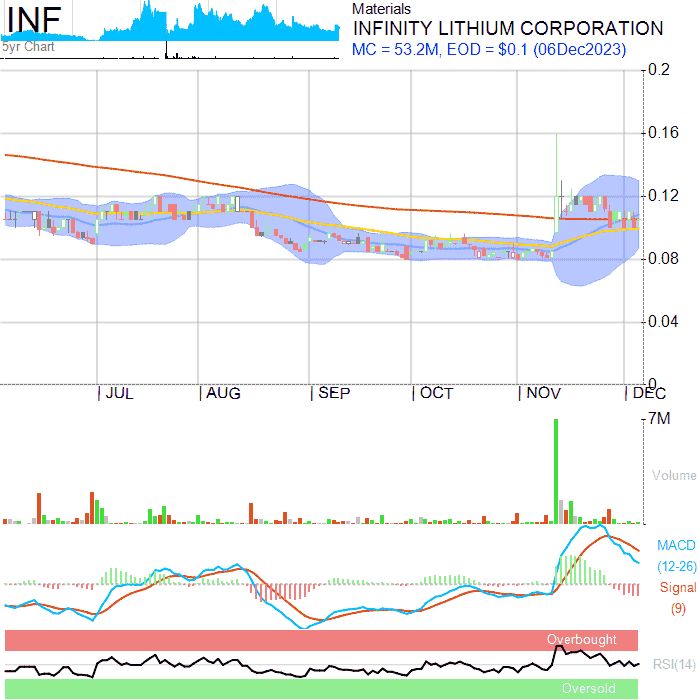 INF
5yr Chart
Materials
INFINITY LITHIUM CORPORATION
MC = 53.2M, EOD = $0.1 (06Dec2023)
0.2
0.16
0.12
0.08
0.04
0
JUL AUG SEP OCT NOV DEC
7M
Volume
MACD
(12-26)
Signal
(9)
Overbought
RSI(14)
Oversold